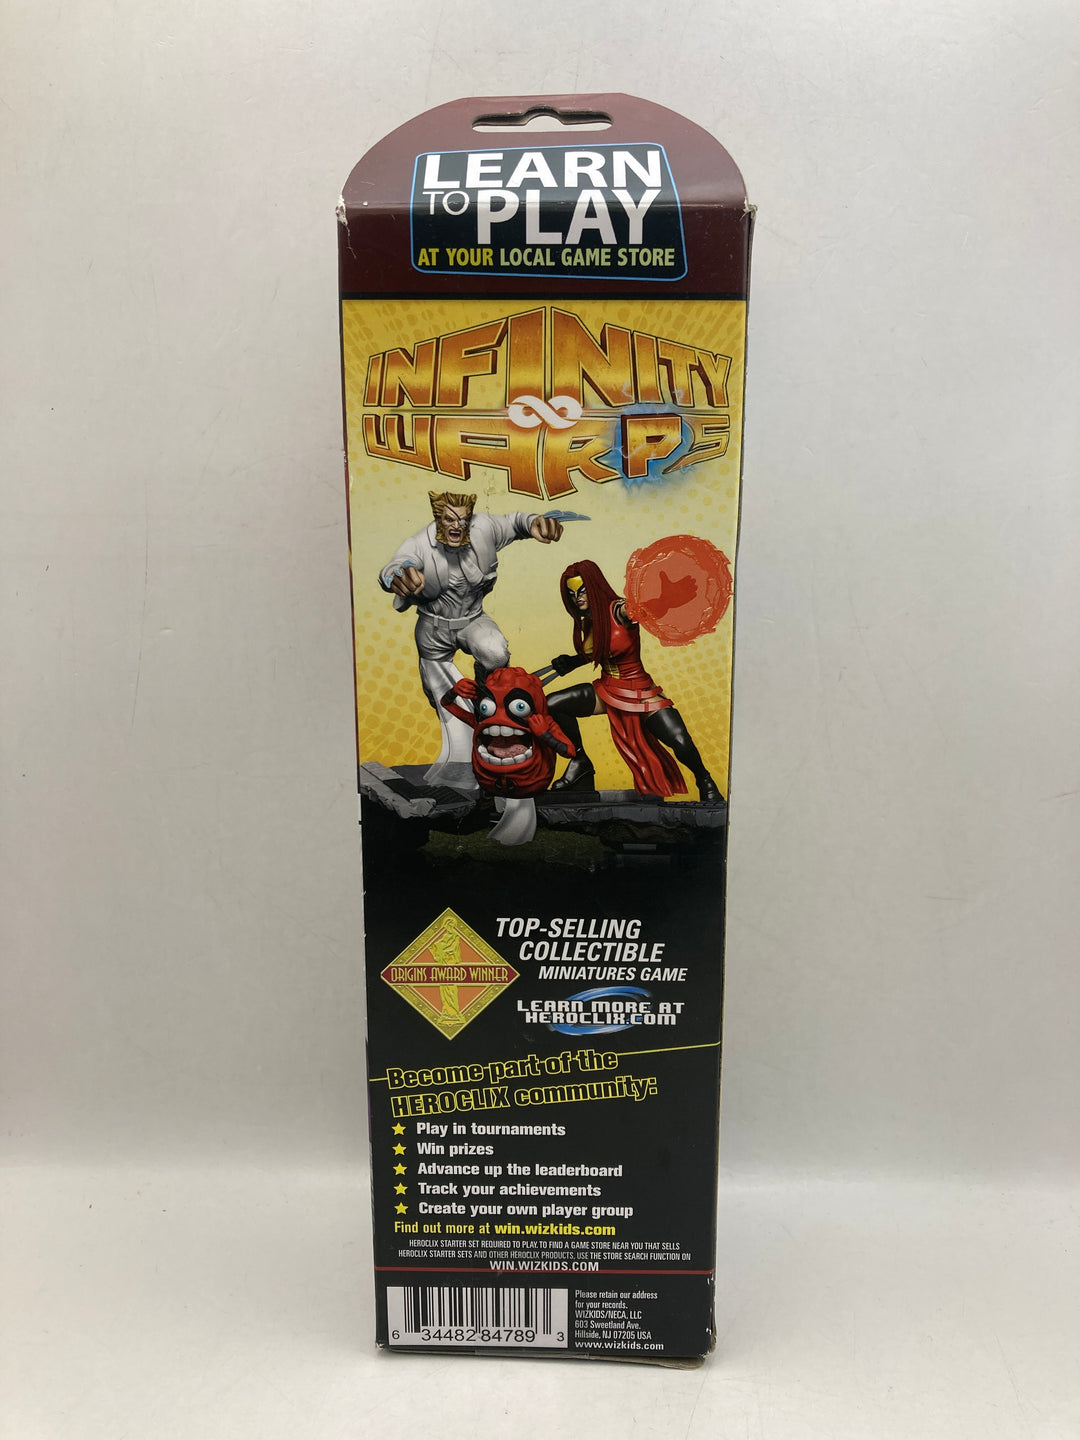 LEARN
TO PLAY
AT YOUR LOCAL GAME STORE
INFINITY
WARPS
ORIGINS AWARD WINNER
TOP-SELLING
COLLECTIBLE
MINIATURES GAME
LEARN MORE AT
HEROCLIX.COM
Become part of the
HEROCLIX community:
Play in tournaments
Win prizes
Advance up the leaderboard
Track your achievements
Create your own player group
Find out more at win.wizkids.com
HEROCLIX STARTER SET REQUIRED TO PLAY. TO FIND A GAME STORE NEAR YOU THAT SELLS
HEROCLIX STARTER SETS AND OTHER HEROCLIX PRODUCTS, USE THE STORE SEARCH FUNCTION ON
WIN.WIZKIDS.COM
6 34482 84789 3
Please retain our address
for your records.
WIZKIDS/NECA, LLC
603 Sweetland Ave.
Hillside, NJ 07205 USA
www.wizkids.com